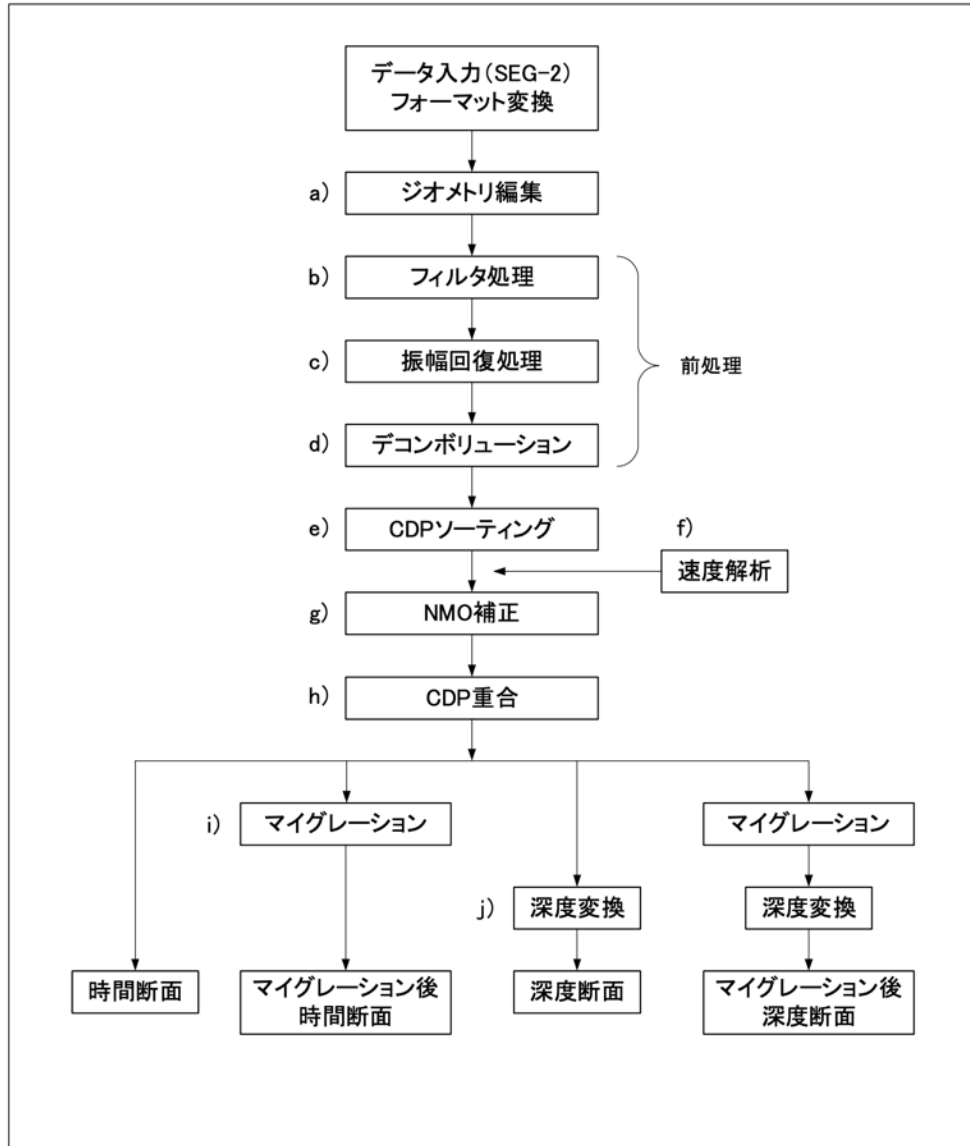 データ入力(SEG-2)
フォーマット変換
a) ジオメトリ編集
b) フィルタ処理
c) 振幅回復処理
前処理
d) デコンボリューション
e) CDPソーティング
f)
速度解析
g) NMO補正
h) CDP重合
i) マイグレーション
マイグレーション
j) 深度変換
深度変換
時間断面
マイグレーション後
時間断面
深度断面
マイグレーション後
深度断面